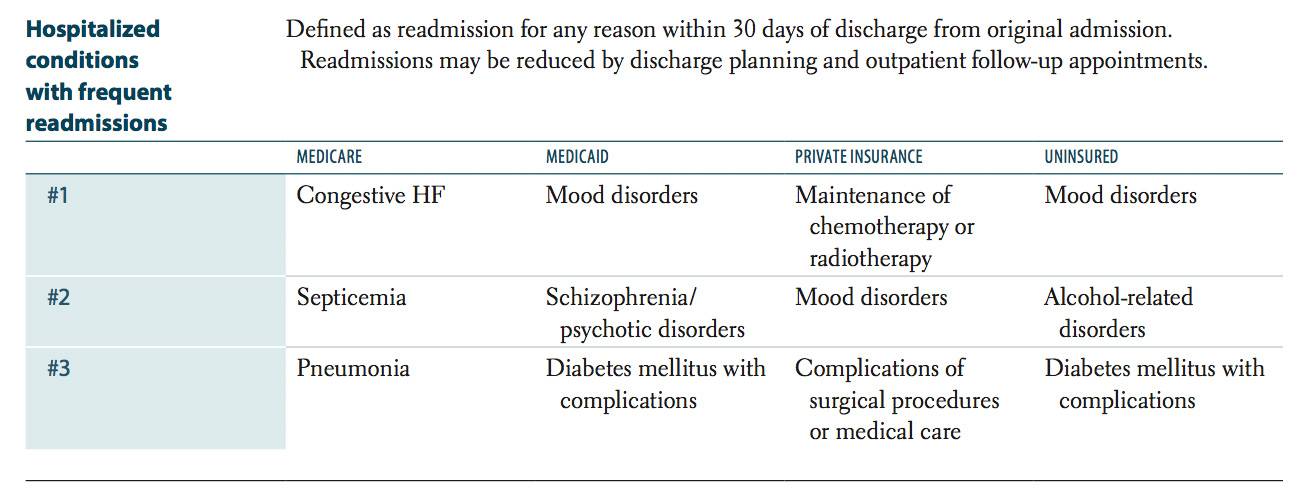 Hospitalized
conditions
with frequent
readmissions
Defined as readmission for any reason within 30 days of discharge from original admission.
Readmissions may be reduced by discharge planning and outpatient follow-up appointments.
MEDICARE MEDICAID PRIVATE INSURANCE UNINSURED
#1 Congestive HF Mood disorders Maintenance of Mood disorders
chemotherapy or
radiotherapy
#2 Septicemia Schizophrenia/ Mood disorders Alcohol-related
psychotic disorders disorders
#3 Pneumonia Diabetes mellitus with Complications of Diabetes mellitus with
complications surgical procedures complications
or medical care